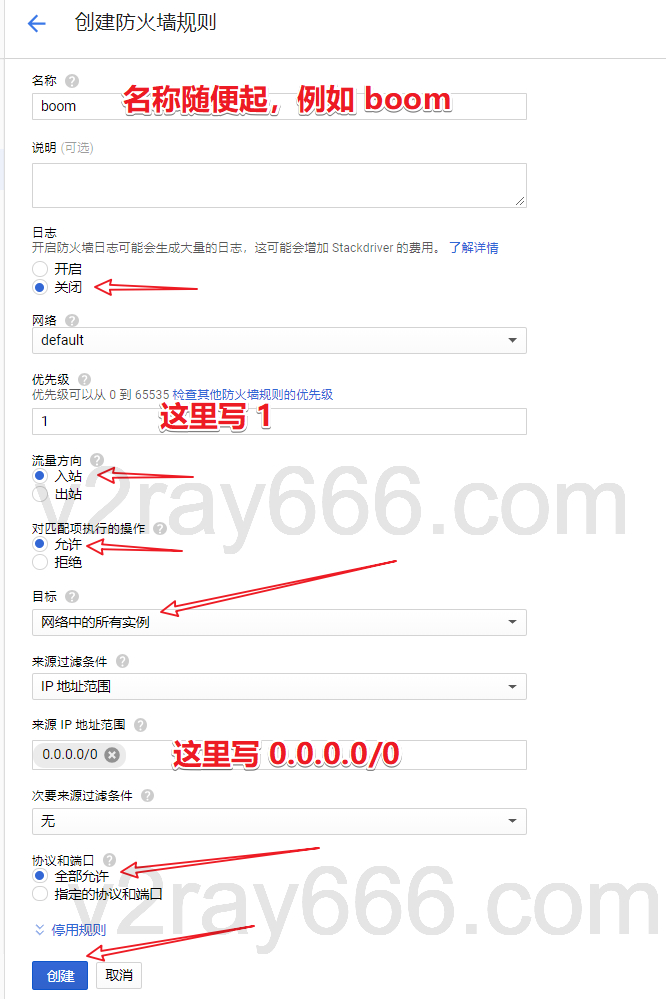 创建防火墙规则
名称
boom
名称随便起，例如 boom
说明 (可选)
日志
开启防火墙日志可能会生成大量的日志，这可能会增加 Stackdriver 的费用。 了解详情
开启
关闭
网络
default
优先级
优先级可以从 0 到 65535 检查其他防火墙规则的优先级
1
这里写 1
流量方向
入站
出站
v2ray666.com
对匹配项执行的操作
允许
拒绝
目标
网络中的所有实例
来源过滤条件
IP 地址范围
来源 IP 地址范围
0.0.0.0/0
这里写 0.0.0.0/0
次要来源过滤条件
无
协议和端口
全部允许
指定的协议和端口
v2ray666.com
停用规则
创建 取消